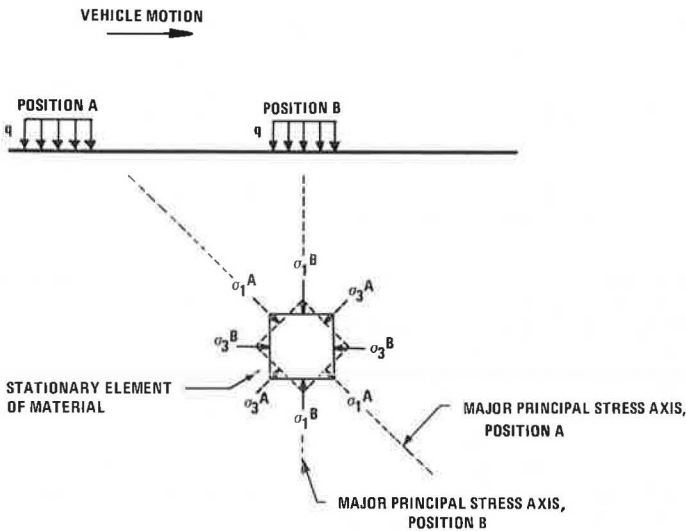 VEHICLE MOTION
POSITION A
POSITION B
q
q
σ1B
σ1A
σ3A
σ3B
σ3B
STATIONARY ELEMENT
OF MATERIAL
σ3A
σ1B
σ1A
MAJOR PRINCIPAL STRESS AXIS,
POSITION A
MAJOR PRINCIPAL STRESS AXIS,
POSITION B